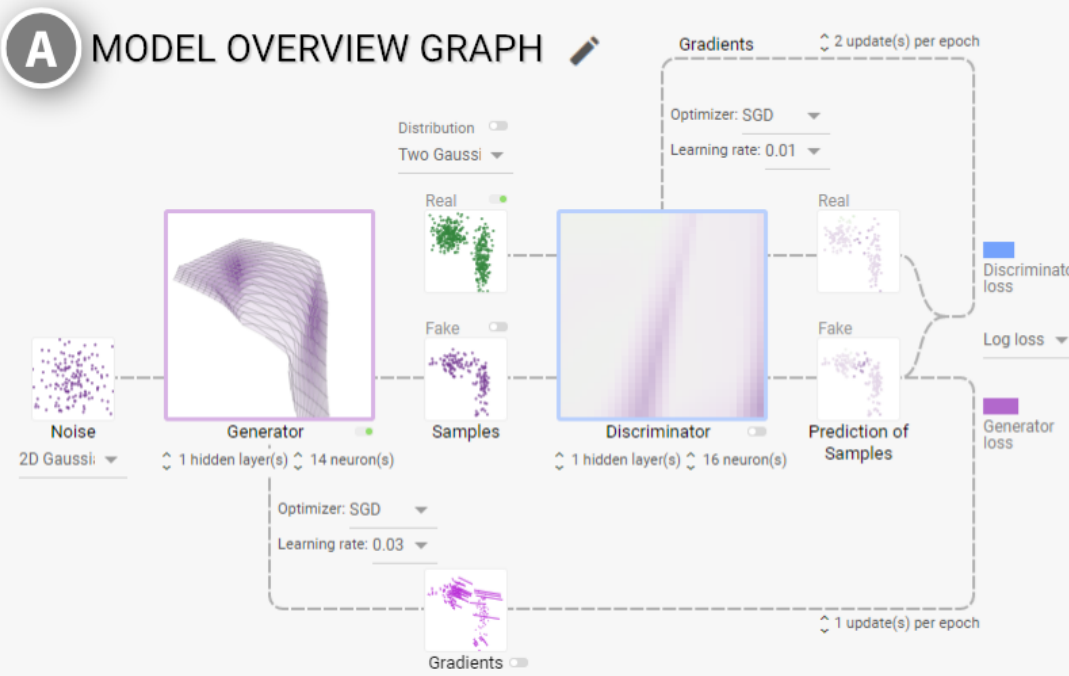 A MODEL OVERVIEW GRAPH
Gradients
2 update(s) per epoch
Optimizer: SGD
Learning rate: 0.01
Distribution
Two Gaussi
Real
Real
Discriminato
loss
Fake
Fake
Log loss
Generator
loss
Noise
2D Gaussi
Generator
1 hidden layer(s) 14 neuron(s)
Samples
Discriminator
1 hidden layer(s) 16 neuron(s)
Prediction of
Samples
Optimizer: SGD
Learning rate: 0.03
1 update(s) per epoch
Gradients